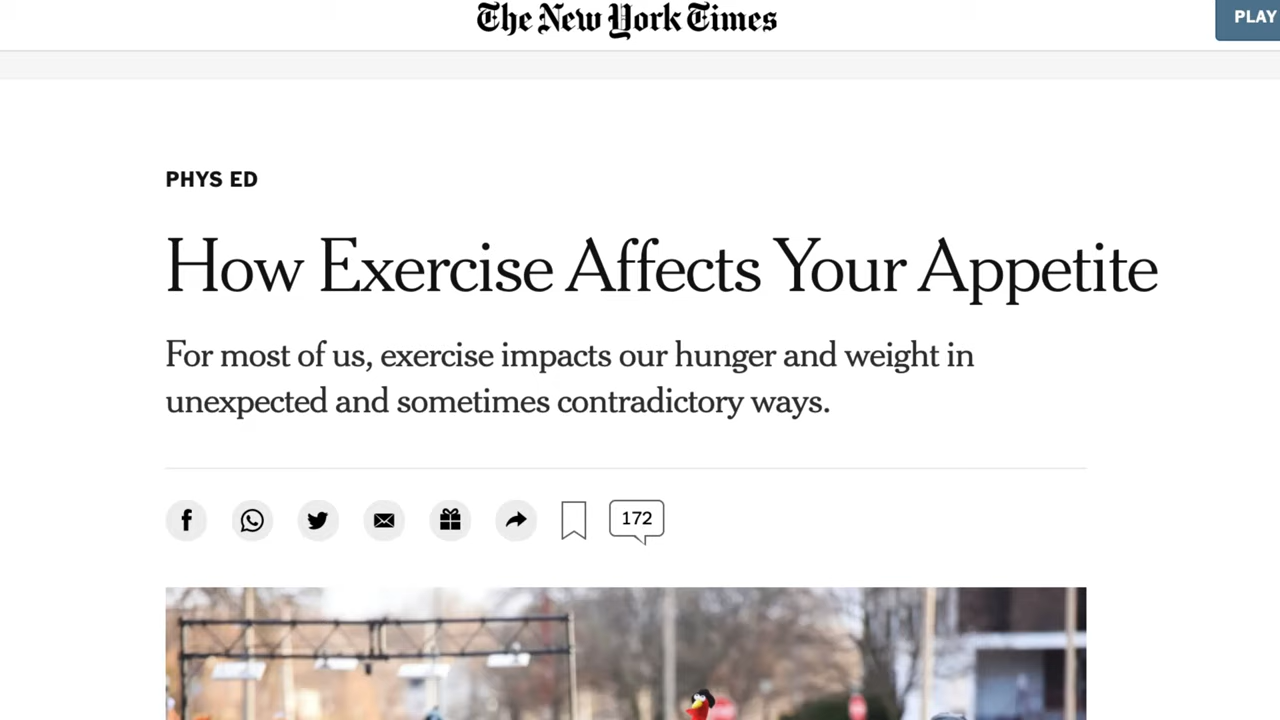 The New York Times
PLAY
PHYS ED
How Exercise Affects Your Appetite
For most of us, exercise impacts our hunger and weight in
unexpected and sometimes contradictory ways.
172